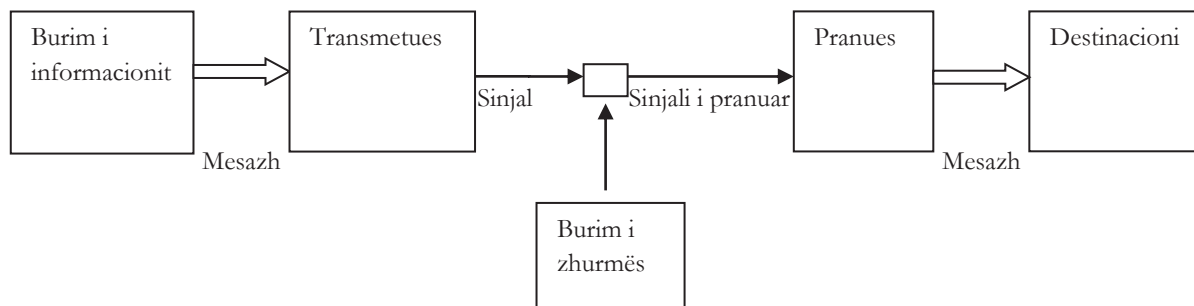 Burim i
informacionit
Transmetues
Pranues
Destinacioni
Sinjal
Sinjali i pranuar
Mesazh
Mesazh
Burim i
zhurmës